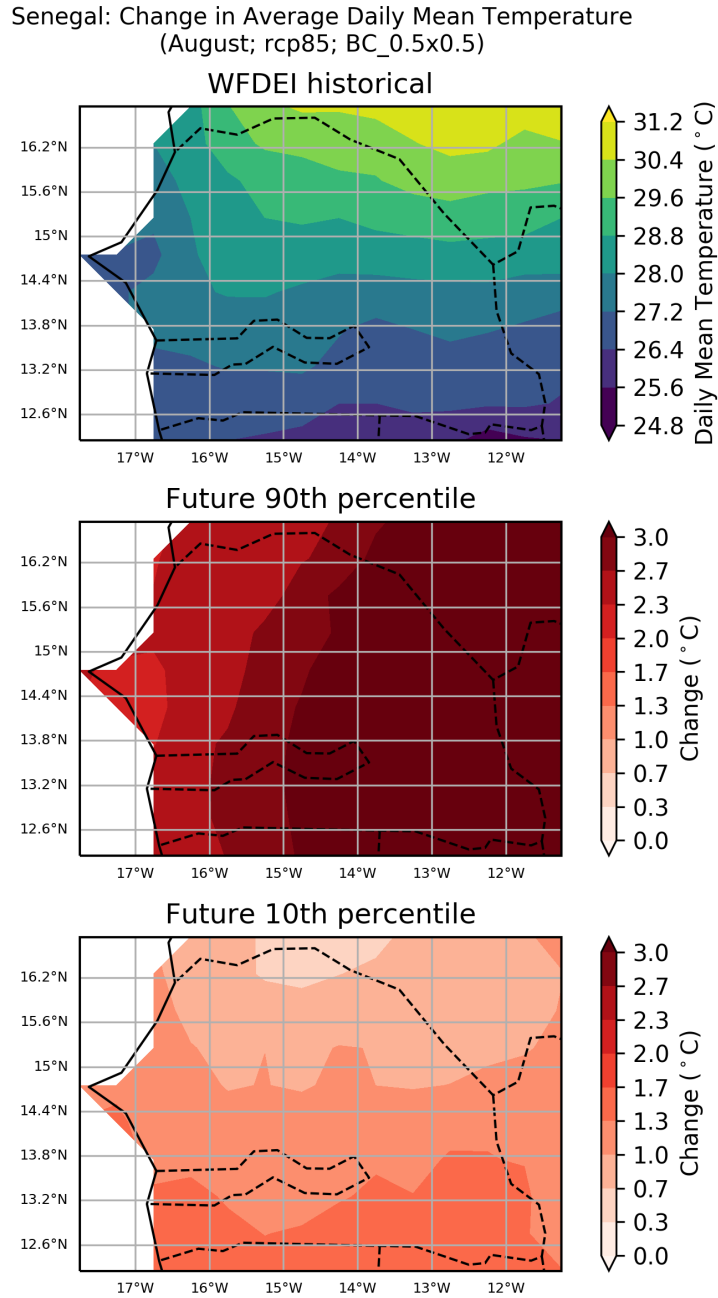 Senegal: Change in Average Daily Mean Temperature
(August; rcp85; BC_0.5x0.5)
WFDEI historical
16.2°N
15.6°N
15°N
14.4°N
13.8°N
13.2°N
12.6°N
17°W 16°W 15°W 14°W 13°W 12°W
31.2
30.4
29.6
28.8
28.0
27.2
26.4
25.6
24.8
Daily Mean Temperature (°C)
Future 90th percentile
16.2°N
15.6°N
15°N
14.4°N
13.8°N
13.2°N
12.6°N
17°W 16°W 15°W 14°W 13°W 12°W
3.0
2.7
2.3
2.0
1.7
1.3
1.0
0.7
0.3
0.0
Change (°C)
Future 10th percentile
16.2°N
15.6°N
15°N
14.4°N
13.8°N
13.2°N
12.6°N
17°W 16°W 15°W 14°W 13°W 12°W
3.0
2.7
2.3
2.0
1.7
1.3
1.0
0.7
0.3
0.0
Change (°C)